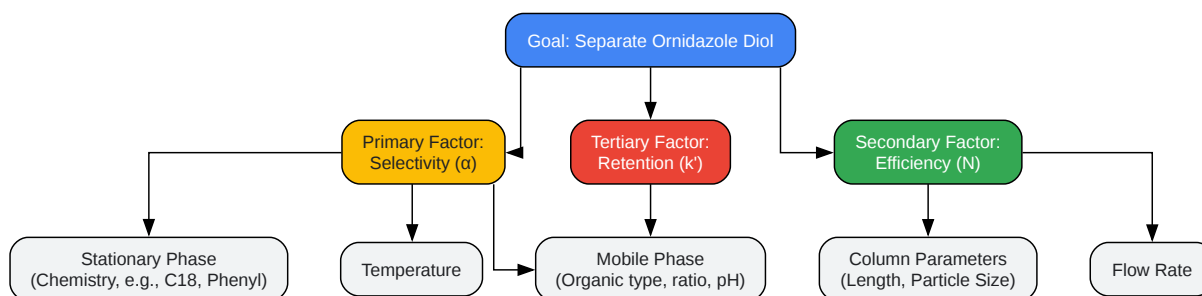 Goal: Separate Ornidazole Diol
Primary Factor:
Selectivity (α)
Tertiary Factor:
Retention (k')
Secondary Factor:
Efficiency (N)
Stationary Phase
(Chemistry, e.g., C18, Phenyl)
Temperature
Mobile Phase
(Organic type, ratio, pH)
Column Parameters
(Length, Particle Size)
Flow Rate